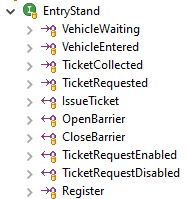 EntryStand
VehicleWaiting
VehicleEntered
TicketCollected
TicketRequested
IssueTicket
OpenBarrier
CloseBarrier
TicketRequestEnabled
TicketRequestDisabled
Register